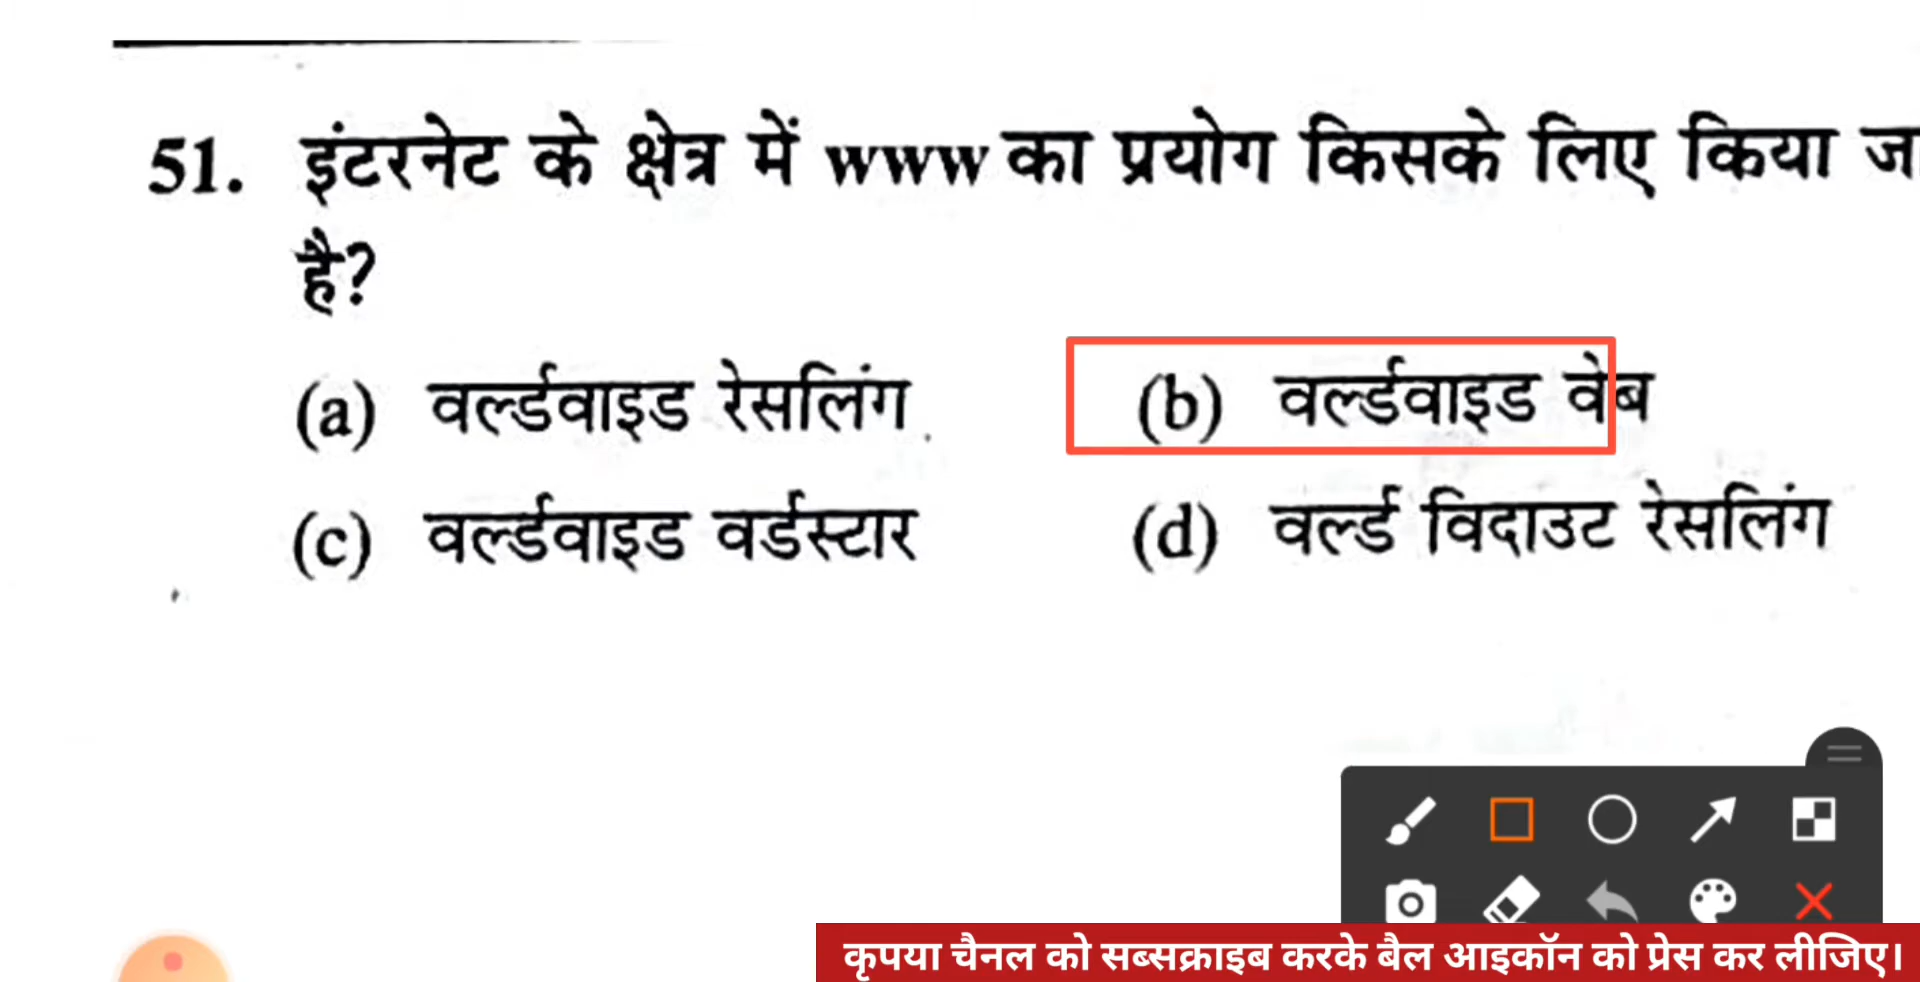 51. इंटरनेट के क्षेत्र में www का प्रयोग किसके लिए किया
है?
(a) वर्ल्डवाइड रेसलिंग (b) वर्ल्डवाइड वेब
(c) वर्ल्डवाइड वर्डस्टार (d) वर्ल्ड विदाउट रेसलिंग
कृपया चैनल को सब्सक्राइब करके बैल आइकॉन को प्रेस कर लीजिए।